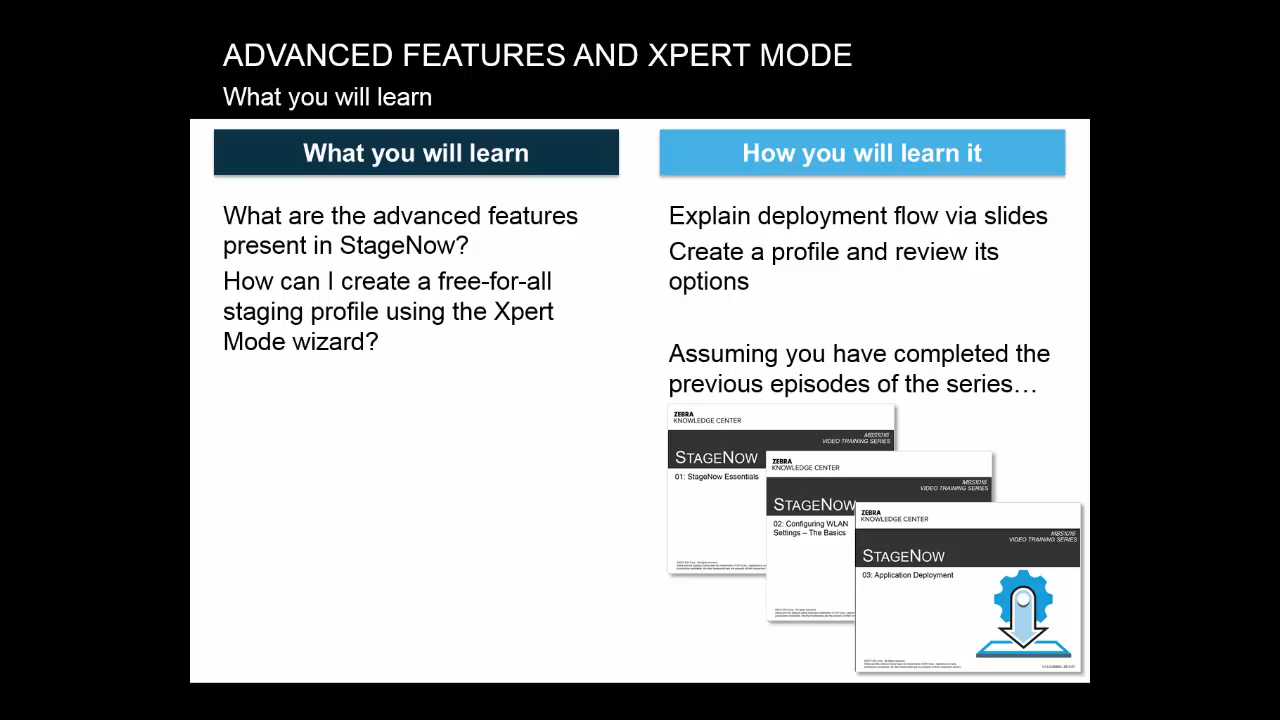 ADVANCED FEATURES AND XPERT MODE
What you will learn
What you will learn
What are the advanced features
present in StageNow?
How can I create a free-for-all
staging profile using the Xpert
Mode wizard?
How you will learn it
Explain deployment flow via slides
Create a profile and review its
options
Assuming you have completed the
previous episodes of the series…
ZEBRA
KNOWLEDGE CENTER
MBS1016
VIDEO TRAINING SERIES
STAGENOW
01: StageNow Essentials
ZEBRA
KNOWLEDGE CENTER
MBS1016
VIDEO TRAINING SERIES
STAGENOW
02: Configuring WLAN
Settings – The Basics
ZEBRA
KNOWLEDGE CENTER
MBS1016
VIDEO TRAINING SERIES
STAGENOW
03: Application Deployment